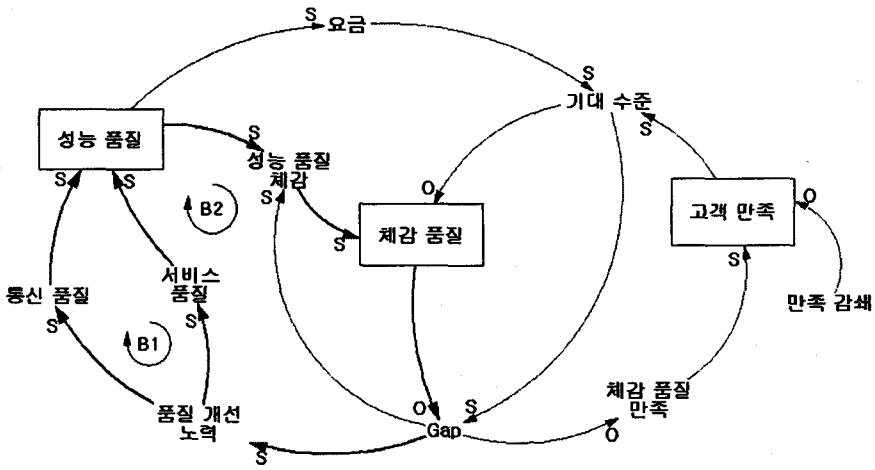 S
요금
S
기대 수준
S
성능 품질
S
성능 품질
체감
S
S
S
B2
O
체감 품질
S
고객 만족
O
S
통신 품질
S
서비스
품질
S
B1
만족 감쇄
품질 개선
노력
S
O
Gap
S
O
체감 품질
만족